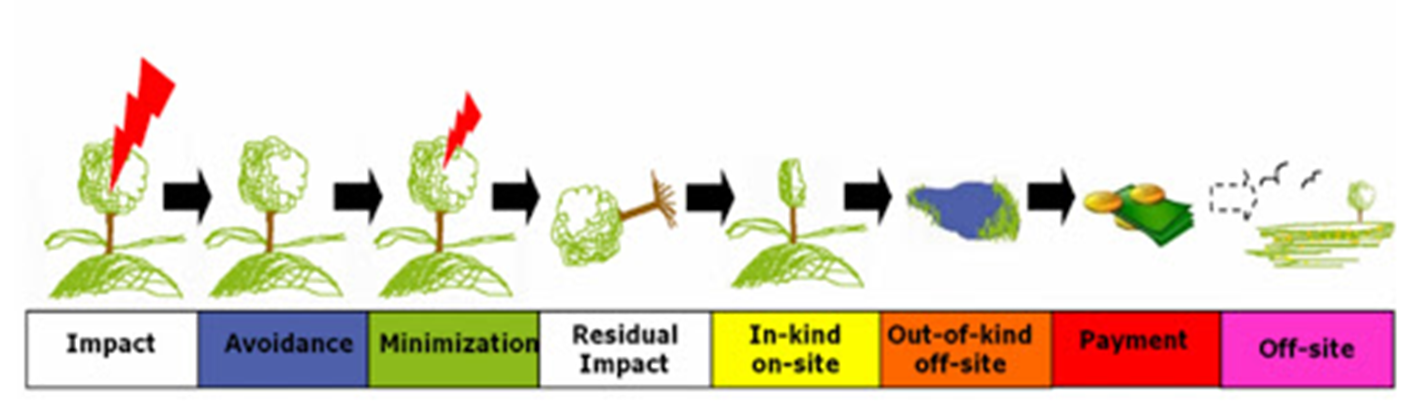 Impact
Avoidance
Minimization
Residual
Impact
In-kind
on-site
Out-of-kind
off-site
Payment
Off-site